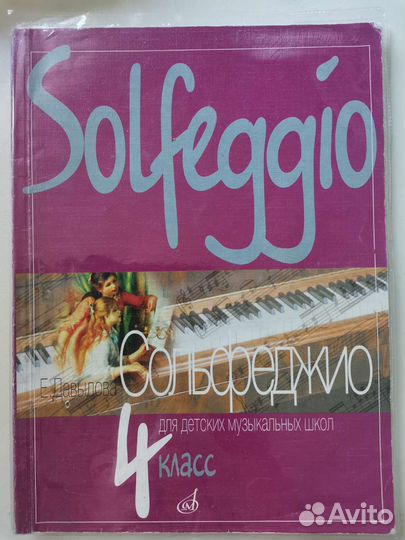 Solfeggio
Е. Давыдова
Сольфеджио
для детских музыкальных школ
4 класс
Avito